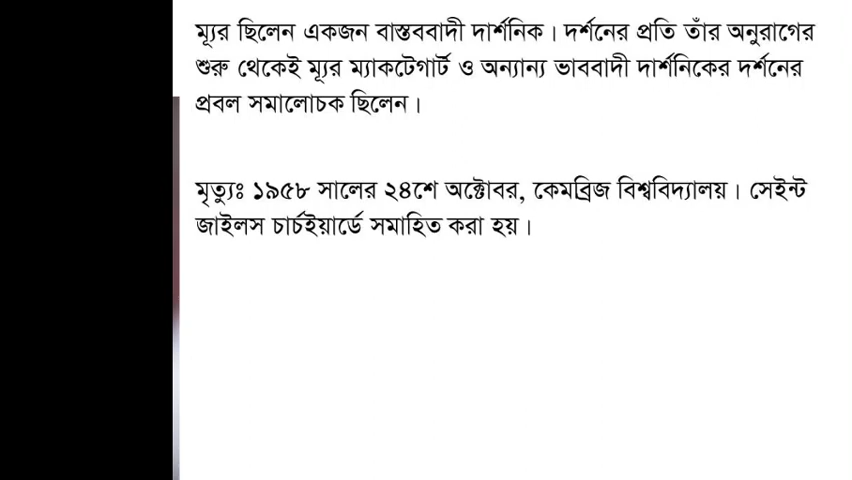 ম্যূর ছিলেন একজন বাস্তববাদী দার্শনিক। দর্শনের প্রতি তাঁর অনুরাগের
শুরু থেকেই ম্যূর ম্যাকটেগার্ট ও অন্যান্য ভাববাদী দার্শনিকের দর্শনের
প্রবল সমালোচক ছিলেন।
মৃত্যুঃ ১৯৫৮ সালের ২৪শে অক্টোবর, কেমব্রিজ বিশ্ববিদ্যালয়। সেইন্ট
জাইলস চার্চইয়ার্ডে সমাহিত করা হয়।